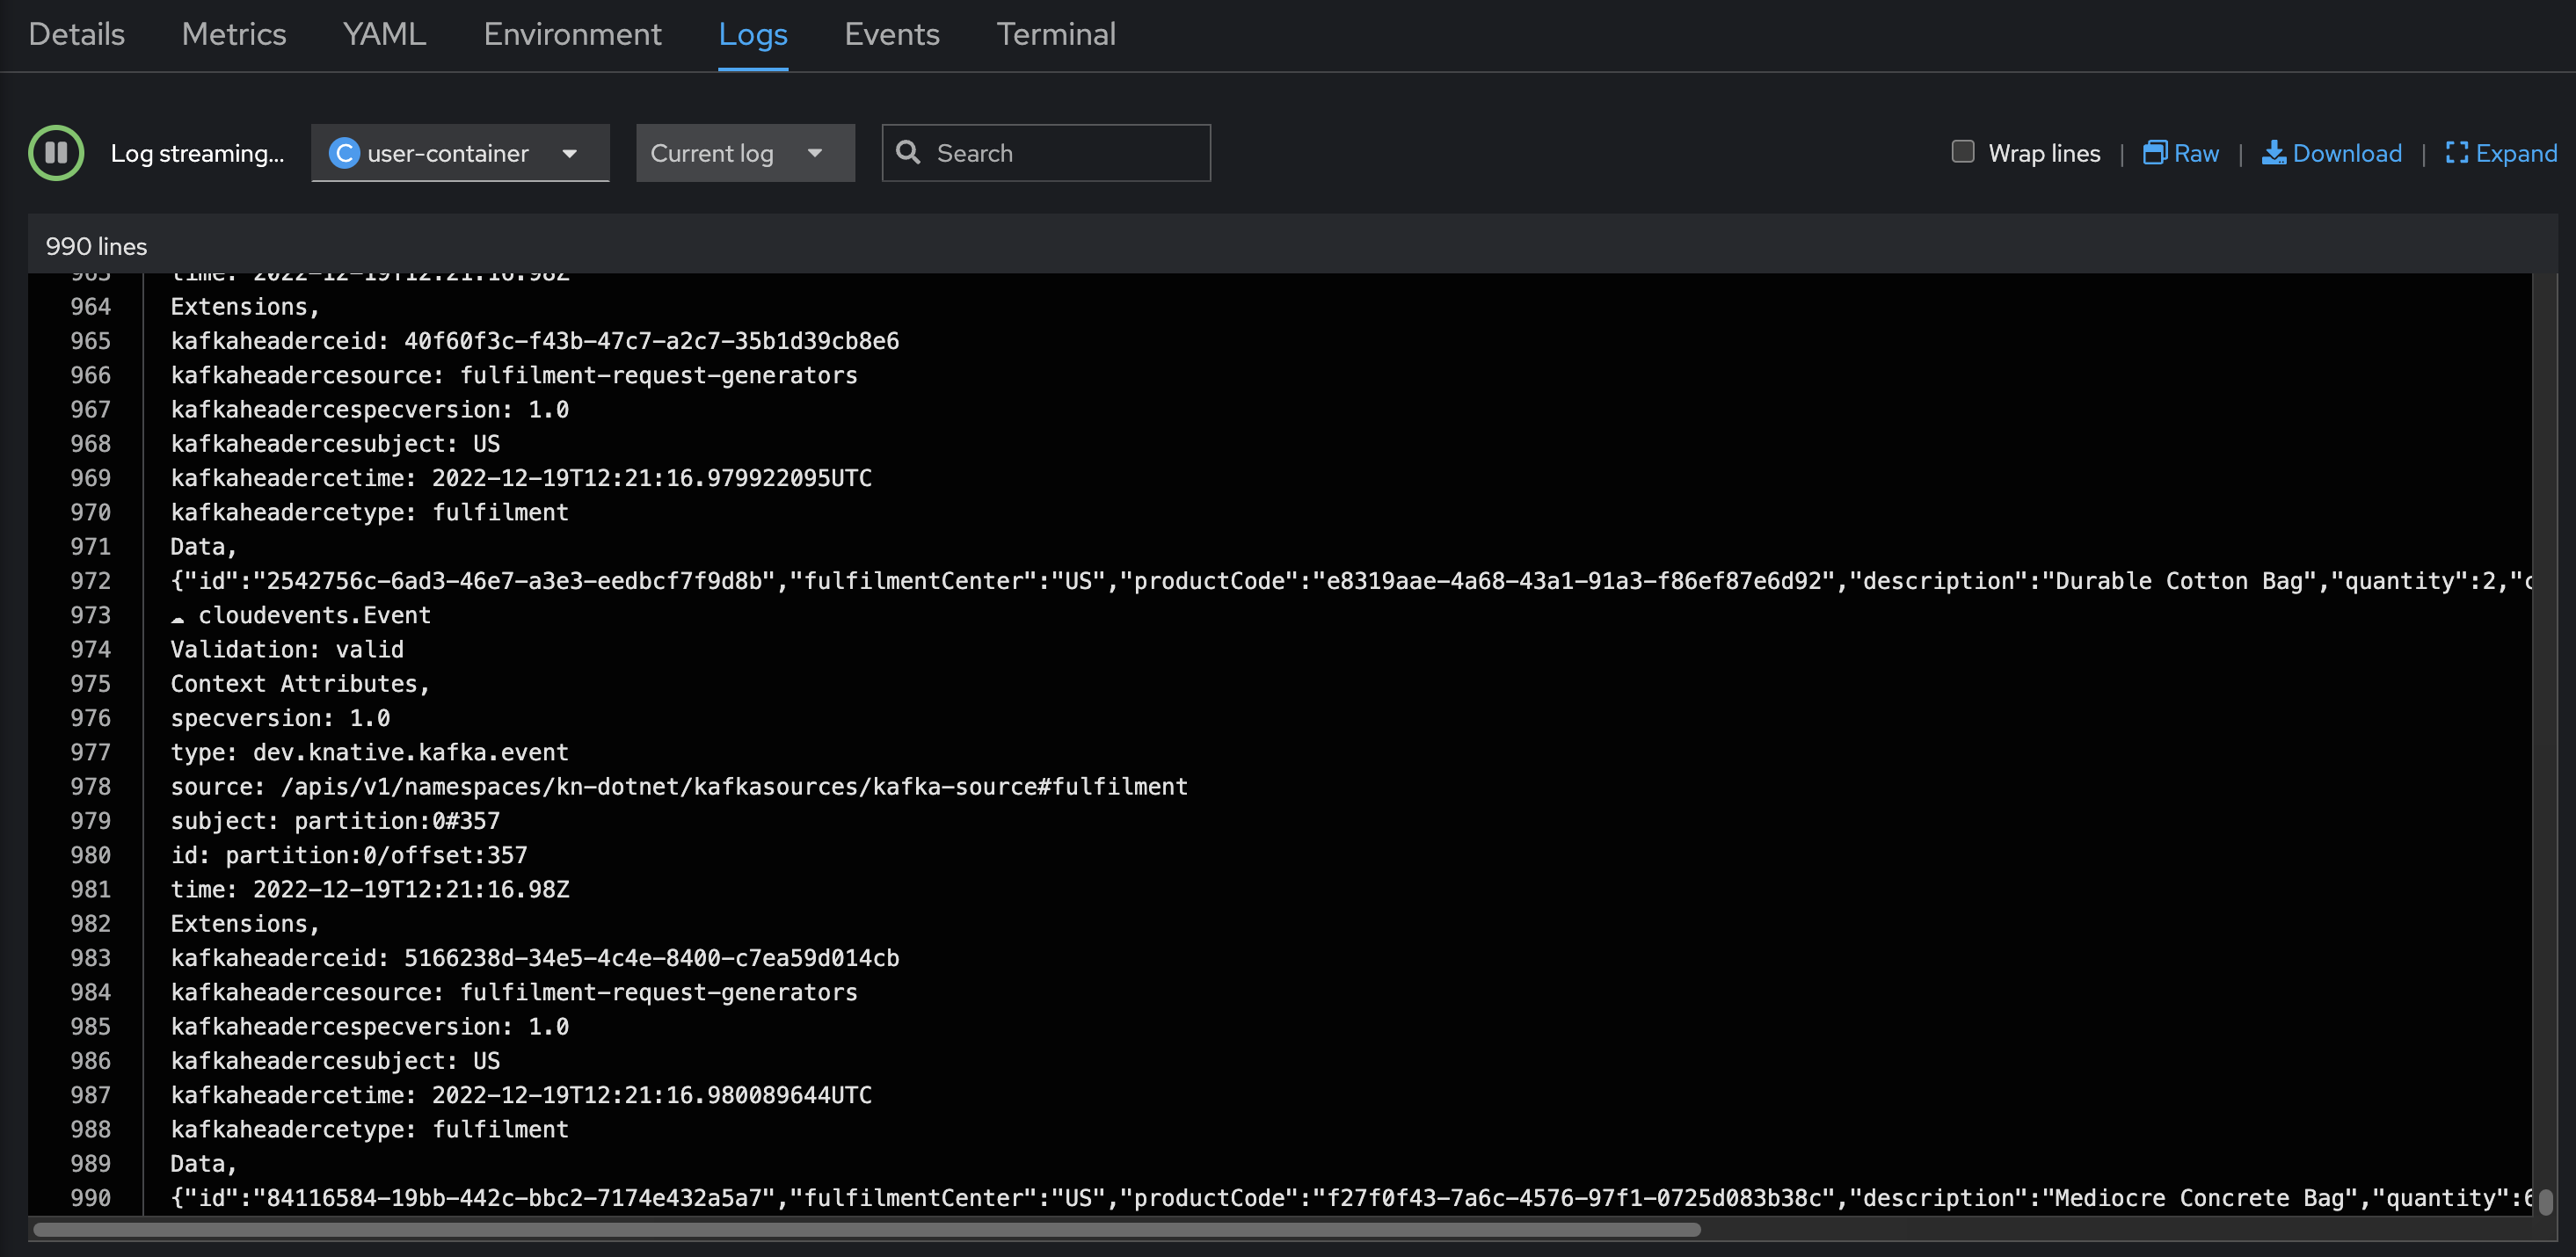 Details Metrics YAML Environment Logs Events Terminal
Log streaming... C user-container Current log Search Wrap lines | Raw | Download | Expand
990 lines
963 time: 2022-12-19T12:21:16.98Z
964 Extensions,
965 kafkaheaderceid: 40f60f3c-f43b-47c7-a2c7-35b1d39cb8e6
966 kafkaheadercesource: fulfilment-request-generators
967 kafkaheadercespecversion: 1.0
968 kafkaheadercesubject: US
969 kafkaheadercetime: 2022-12-19T12:21:16.979922095UTC
970 kafkaheadercetype: fulfilment
971 Data,
972 {"id":"2542756c-6ad3-46e7-a3e3-eedbcf7f9d8b","fulfilmentCenter":"US","productCode":"e8319aae-4a68-43a1-91a3-f86ef87e6d92","description":"Durable Cotton Bag","quantity":2,"c
973 ☁ cloudevents.Event
974 Validation: valid
975 Context Attributes,
976 specversion: 1.0
977 type: dev.knative.kafka.event
978 source: /apis/v1/namespaces/kn-dotnet/kafkasources/kafka-source#fulfilment
979 subject: partition:0#357
980 id: partition:0/offset:357
981 time: 2022-12-19T12:21:16.98Z
982 Extensions,
983 kafkaheaderceid: 5166238d-34e5-4c4e-8400-c7ea59d014cb
984 kafkaheadercesource: fulfilment-request-generators
985 kafkaheadercespecversion: 1.0
986 kafkaheadercesubject: US
987 kafkaheadercetime: 2022-12-19T12:21:16.980089644UTC
988 kafkaheadercetype: fulfilment
989 Data,
990 {"id":"84116584-19bb-442c-bbc2-7174e432a5a7","fulfilmentCenter":"US","productCode":"f27f0f43-7a6c-4576-97f1-0725d083b38c","description":"Mediocre Concrete Bag","quantity":6